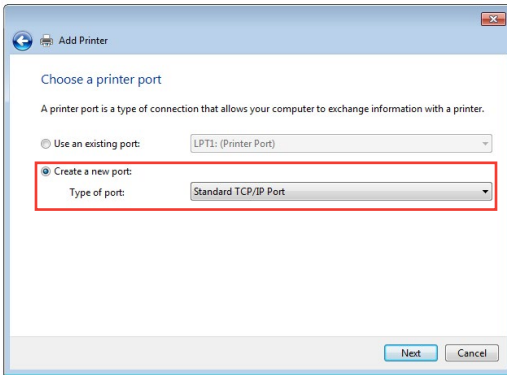 Add Printer
Choose a printer port
A printer port is a type of connection that allows your computer to exchange information with a printer.
Use an existing port:
LPT1: (Printer Port)
Create a new port:
Type of port:
Standard TCP/IP Port
Next
Cancel